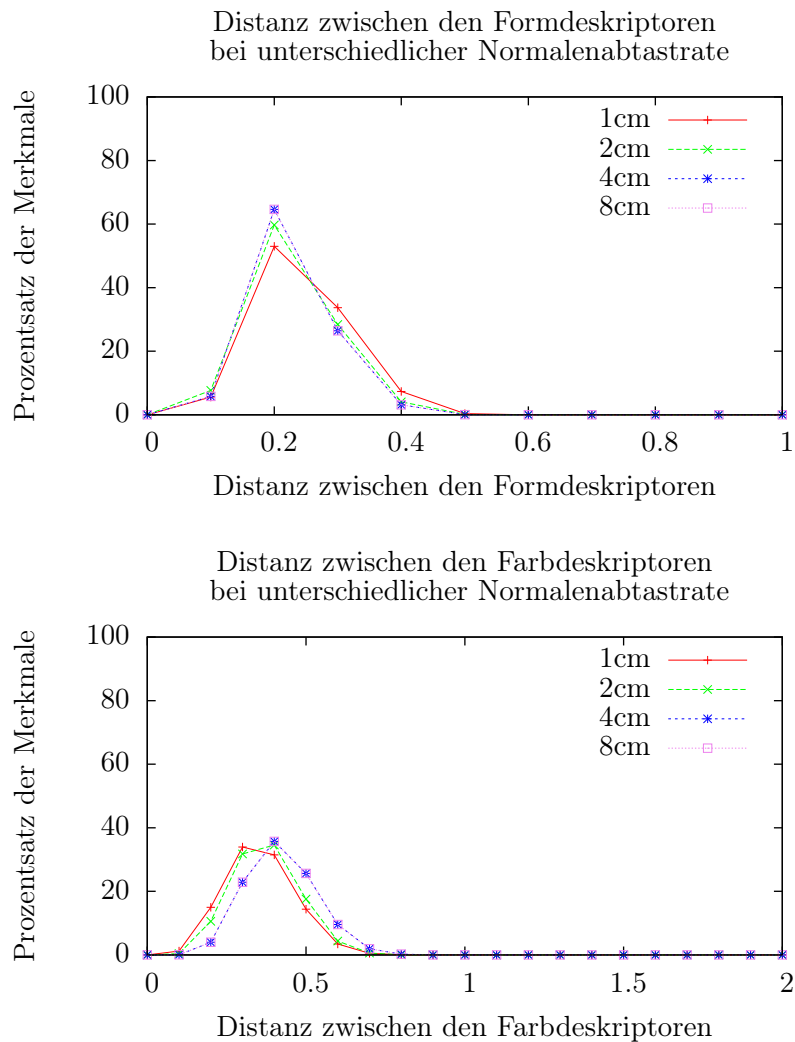 Distanz zwischen den Formdeskriptoren
bei unterschiedlicher Normalenabtastrate
Prozentsatz der Merkmale
100
80
60
40
20
0
1cm
2cm
4cm
8cm
0 0.2 0.4 0.6 0.8 1
Distanz zwischen den Formdeskriptoren
Distanz zwischen den Farbdeskriptoren
bei unterschiedlicher Normalenabtastrate
Prozentsatz der Merkmale
100
80
60
40
20
0
1cm
2cm
4cm
8cm
0 0.5 1 1.5 2
Distanz zwischen den Farbdeskriptoren